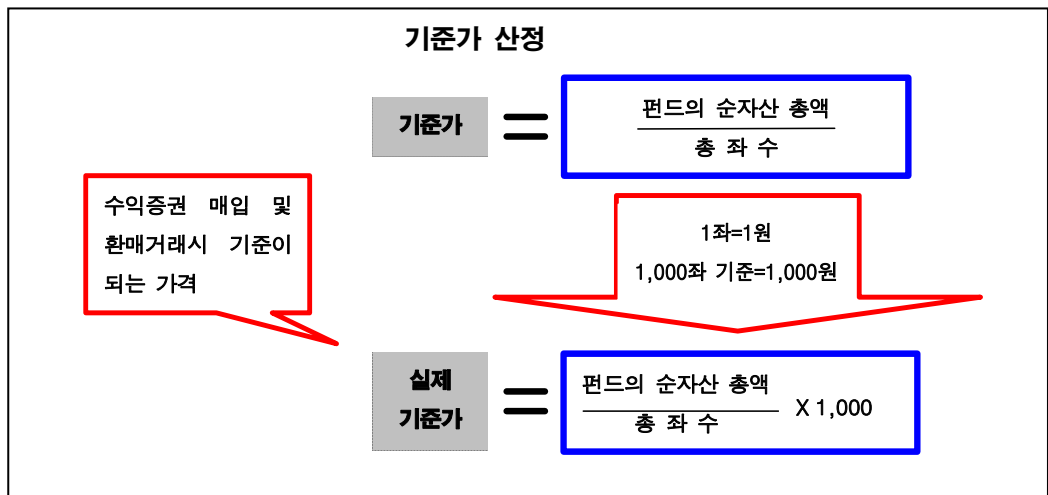 기준가 산정
기준가
=
펀드의 순자산 총액
총 좌 수
수익증권 매입 및
환매거래시 기준이
되는 가격
1좌=1원
1,000좌 기준=1,000원
실제
기준가
=
펀드의 순자산 총액
총 좌 수
X 1,000